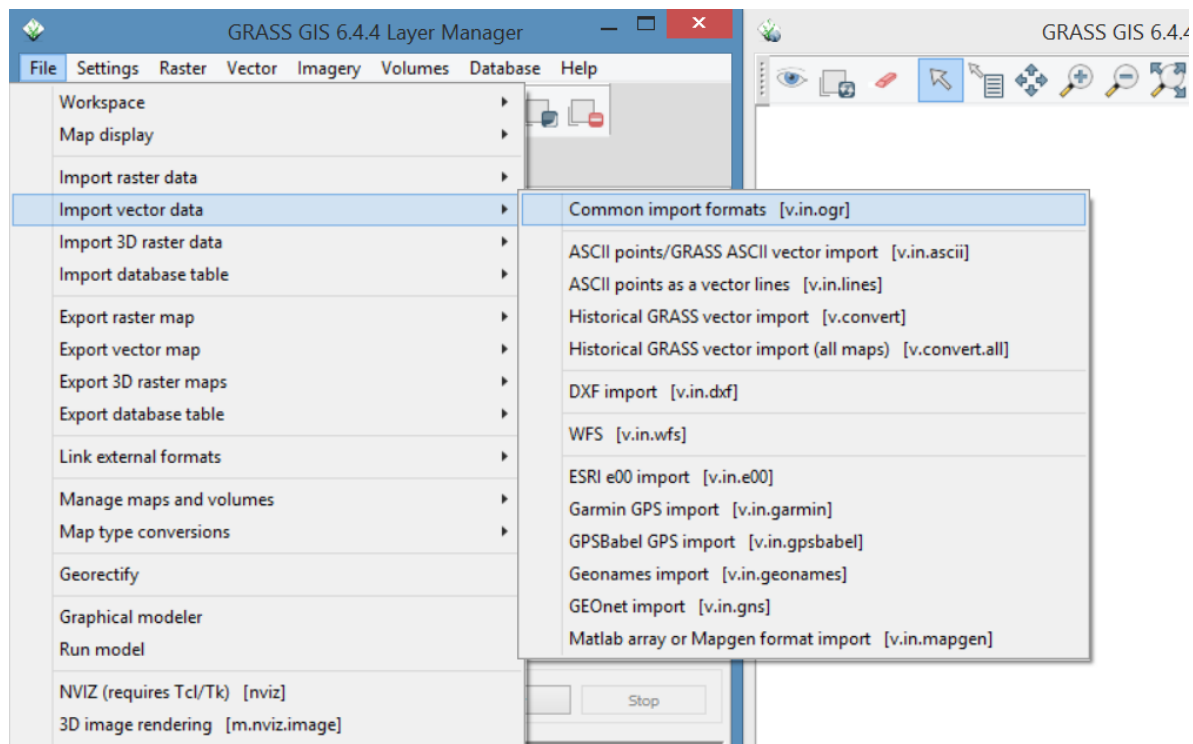 GRASS GIS 6.4.4 Layer Manager
GRASS GIS 6.4.4
File Settings Raster Vector Imagery Volumes Database Help
Workspace
Map display
Import raster data
Import vector data
Import 3D raster data
Import database table
Export raster map
Export vector map
Export 3D raster maps
Export database table
Link external formats
Manage maps and volumes
Map type conversions
Georectify
Graphical modeler
Run model
NVIZ (requires Tcl/Tk) [nviz]
3D image rendering [m.nviz.image]
Common import formats [v.in.ogr]
ASCII points/GRASS ASCII vector import [v.in.ascii]
ASCII points as a vector lines [v.in.lines]
Historical GRASS vector import [v.convert]
Historical GRASS vector import (all maps) [v.convert.all]
DXF import [v.in.dxf]
WFS [v.in.wfs]
ESRI e00 import [v.in.e00]
Garmin GPS import [v.in.garmin]
GPSBabel GPS import [v.in.gpsbabel]
Geonames import [v.in.geonames]
GEOnet import [v.in.gns]
Matlab array or Mapgen format import [v.in.mapgen]
Stop